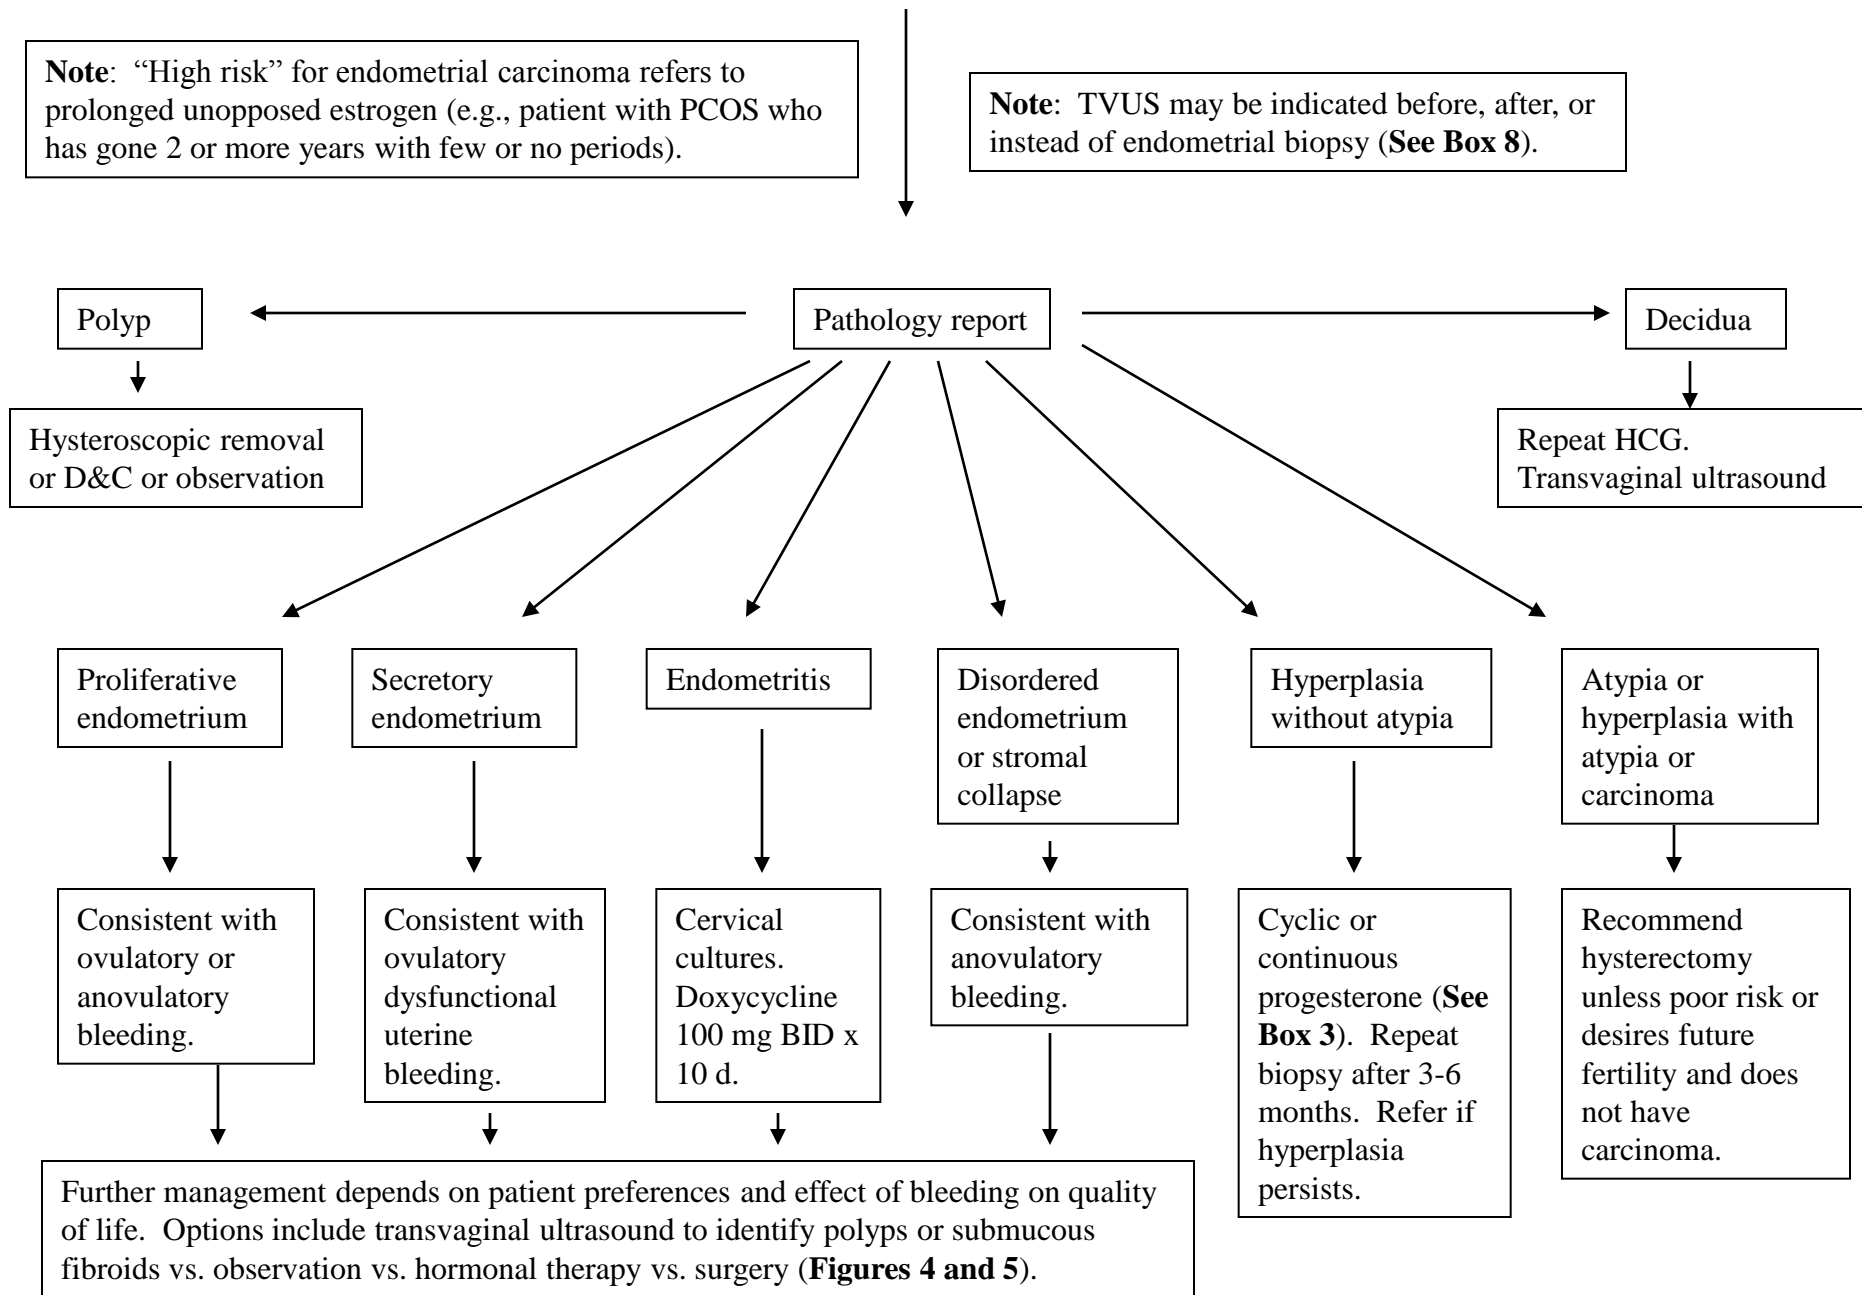 Note:  “High risk” for endometrial carcinoma refers to
prolonged unopposed estrogen (e.g., patient with PCOS who
has gone 2 or more years with few or no periods).
Note:  TVUS may be indicated before, after, or
instead of endometrial biopsy (See Box 8).
Polyp
Pathology report
Decidua
Hysteroscopic removal
or D&C or observation
Repeat HCG.
Transvaginal ultrasound
Proliferative
endometrium
Secretory
endometrium
Endometritis
Disordered
endometrium
or stromal
collapse
Hyperplasia
without atypia
Atypia or
hyperplasia with
atypia or
carcinoma
Consistent with
ovulatory or
anovulatory
bleeding.
Consistent with
ovulatory
dysfunctional
uterine
bleeding.
Cervical
cultures.
Doxycycline
100 mg BID x
10 d.
Consistent with
anovulatory
bleeding.
Cyclic or
continuous
progesterone (See
Box 3).  Repeat
biopsy after 3-6
months.  Refer if
hyperplasia
persists.
Recommend
hysterectomy
unless poor risk or
desires future
fertility and does
not have
carcinoma.
Further management depends on patient preferences and effect of bleeding on quality
of life.  Options include transvaginal ultrasound to identify polyps or submucous
fibroids vs. observation vs. hormonal therapy vs. surgery (Figures 4 and 5).